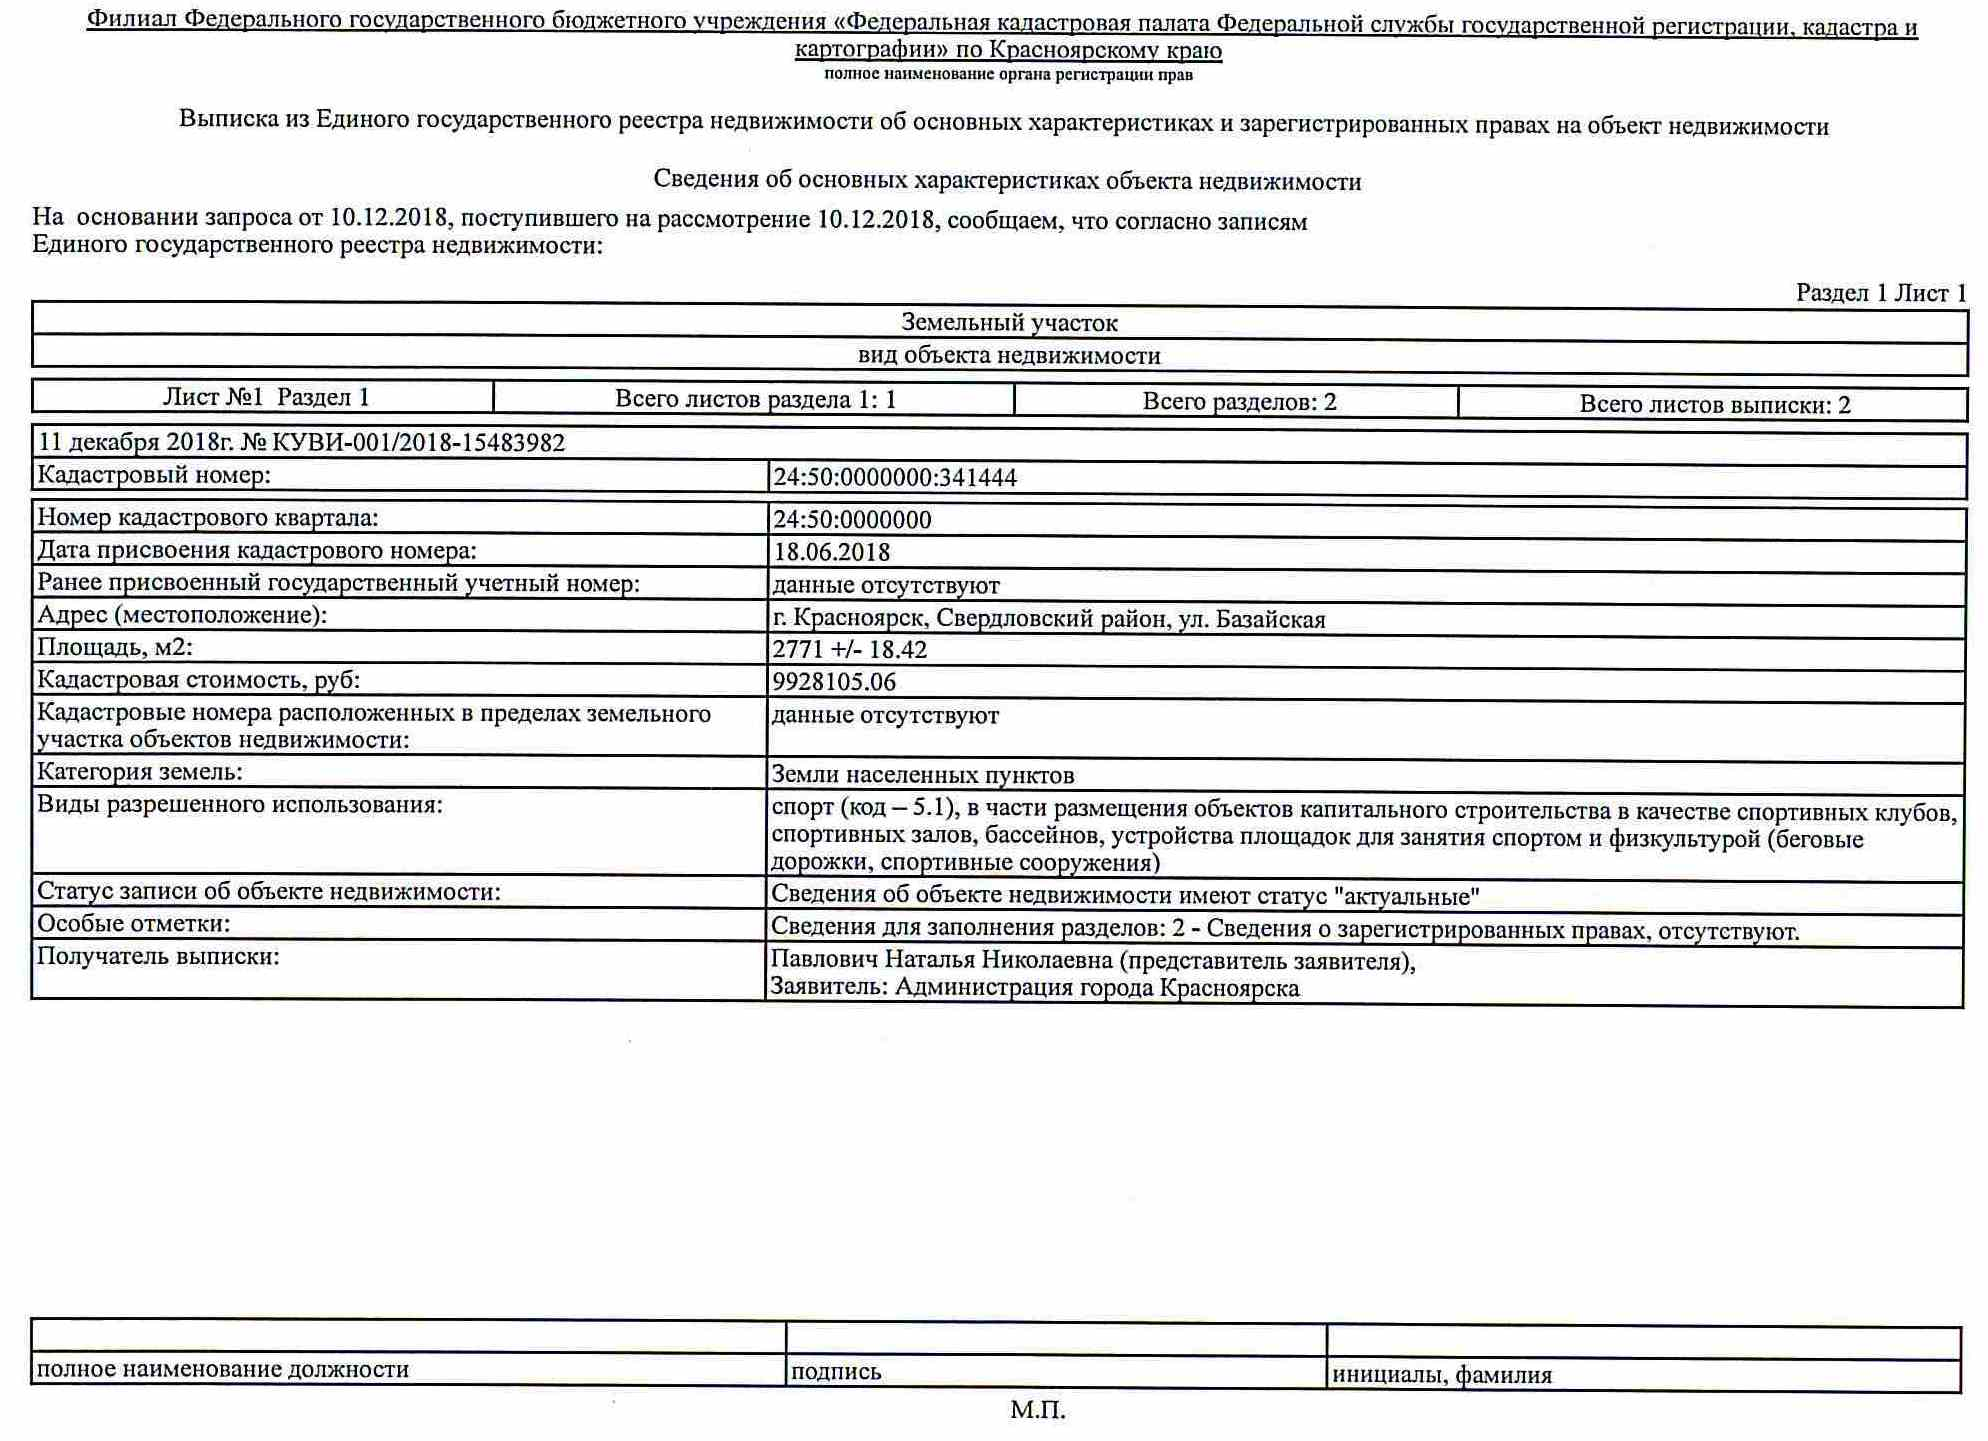 Филиал Федерального государственного бюджетного учреждения «Федеральная кадастровая палата Федеральной службы государственной регистрации, кадастра и
картографии» по Красноярскому краю
полное наименование органа регистрации прав
Выписка из Единого государственного реестра недвижимости об основных характеристиках и зарегистрированных правах на объект недвижимости
Сведения об основных характеристиках объекта недвижимости
На основании запроса от 10.12.2018, поступившего на рассмотрение 10.12.2018, сообщаем, что согласно записям
Единого государственного реестра недвижимости:
Раздел 1 Лист 1
Земельный участок
вид объекта недвижимости
Лист №1 Раздел 1
Всего листов раздела 1: 1
Всего разделов: 2
Всего листов выписки: 2
11 декабря 2018г. № КУВИ-001/2018-15483982
Кадастровый номер:
24:50:0000000:341444
Номер кадастрового квартала:
24:50:0000000
Дата присвоения кадастрового номера:
18.06.2018
Ранее присвоенный государственный учетный номер:
данные отсутствуют
Адрес (местоположение):
г. Красноярск, Свердловский район, ул. Базайская
Площадь, м2:
2771 +/- 18.42
Кадастровая стоимость, руб:
9928105.06
Кадастровые номера расположенных в пределах земельного
участка объектов недвижимости:
данные отсутствуют
Категория земель:
Земли населенных пунктов
Виды разрешенного использования:
спорт (код – 5.1), в части размещения объектов капитального строительства в качестве спортивных клубов,
спортивных залов, бассейнов, устройства площадок для занятия спортом и физкультурой (беговые
дорожки, спортивные сооружения)
Статус записи об объекте недвижимости:
Сведения об объекте недвижимости имеют статус "актуальные"
Особые отметки:
Сведения для заполнения разделов: 2 - Сведения о зарегистрированных правах, отсутствуют.
Получатель выписки:
Павлович Наталья Николаевна (представитель заявителя),
Заявитель: Администрация города Красноярска
полное наименование должности
подпись
инициалы, фамилия
М.П.